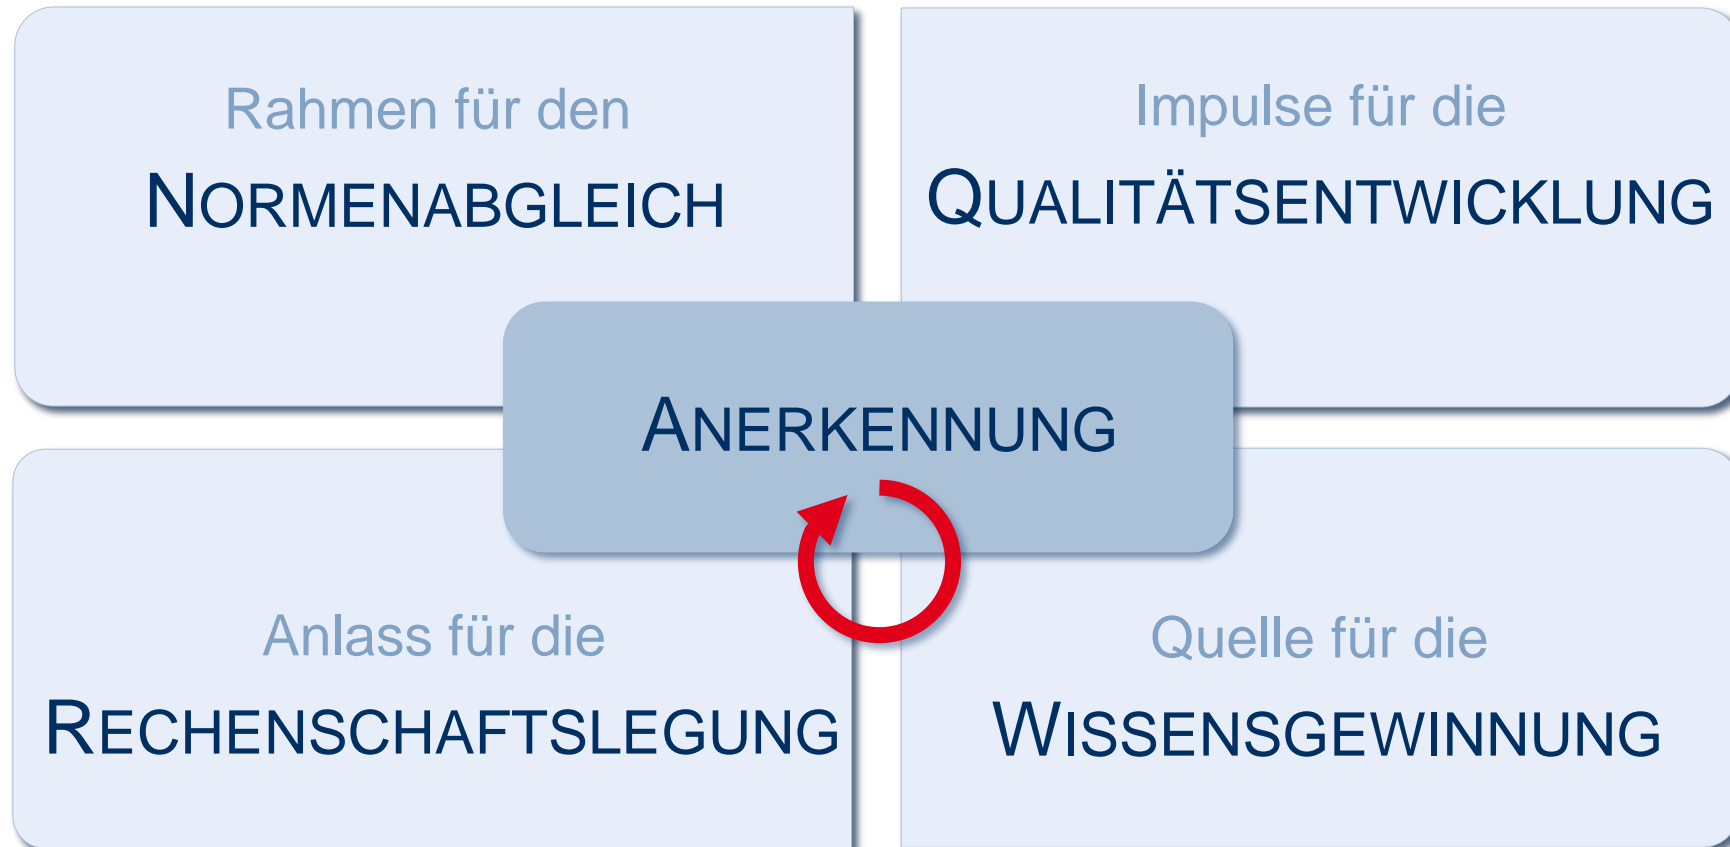 Rahmen für den
NORMENABGLEICH
Impulse für die
QUALITÄTSENTWICKLUNG
ANERKENNUNG
Anlass für die
RECHENSCHAFTSLEGUNG
Quelle für die
WISSENSGEWINNUNG